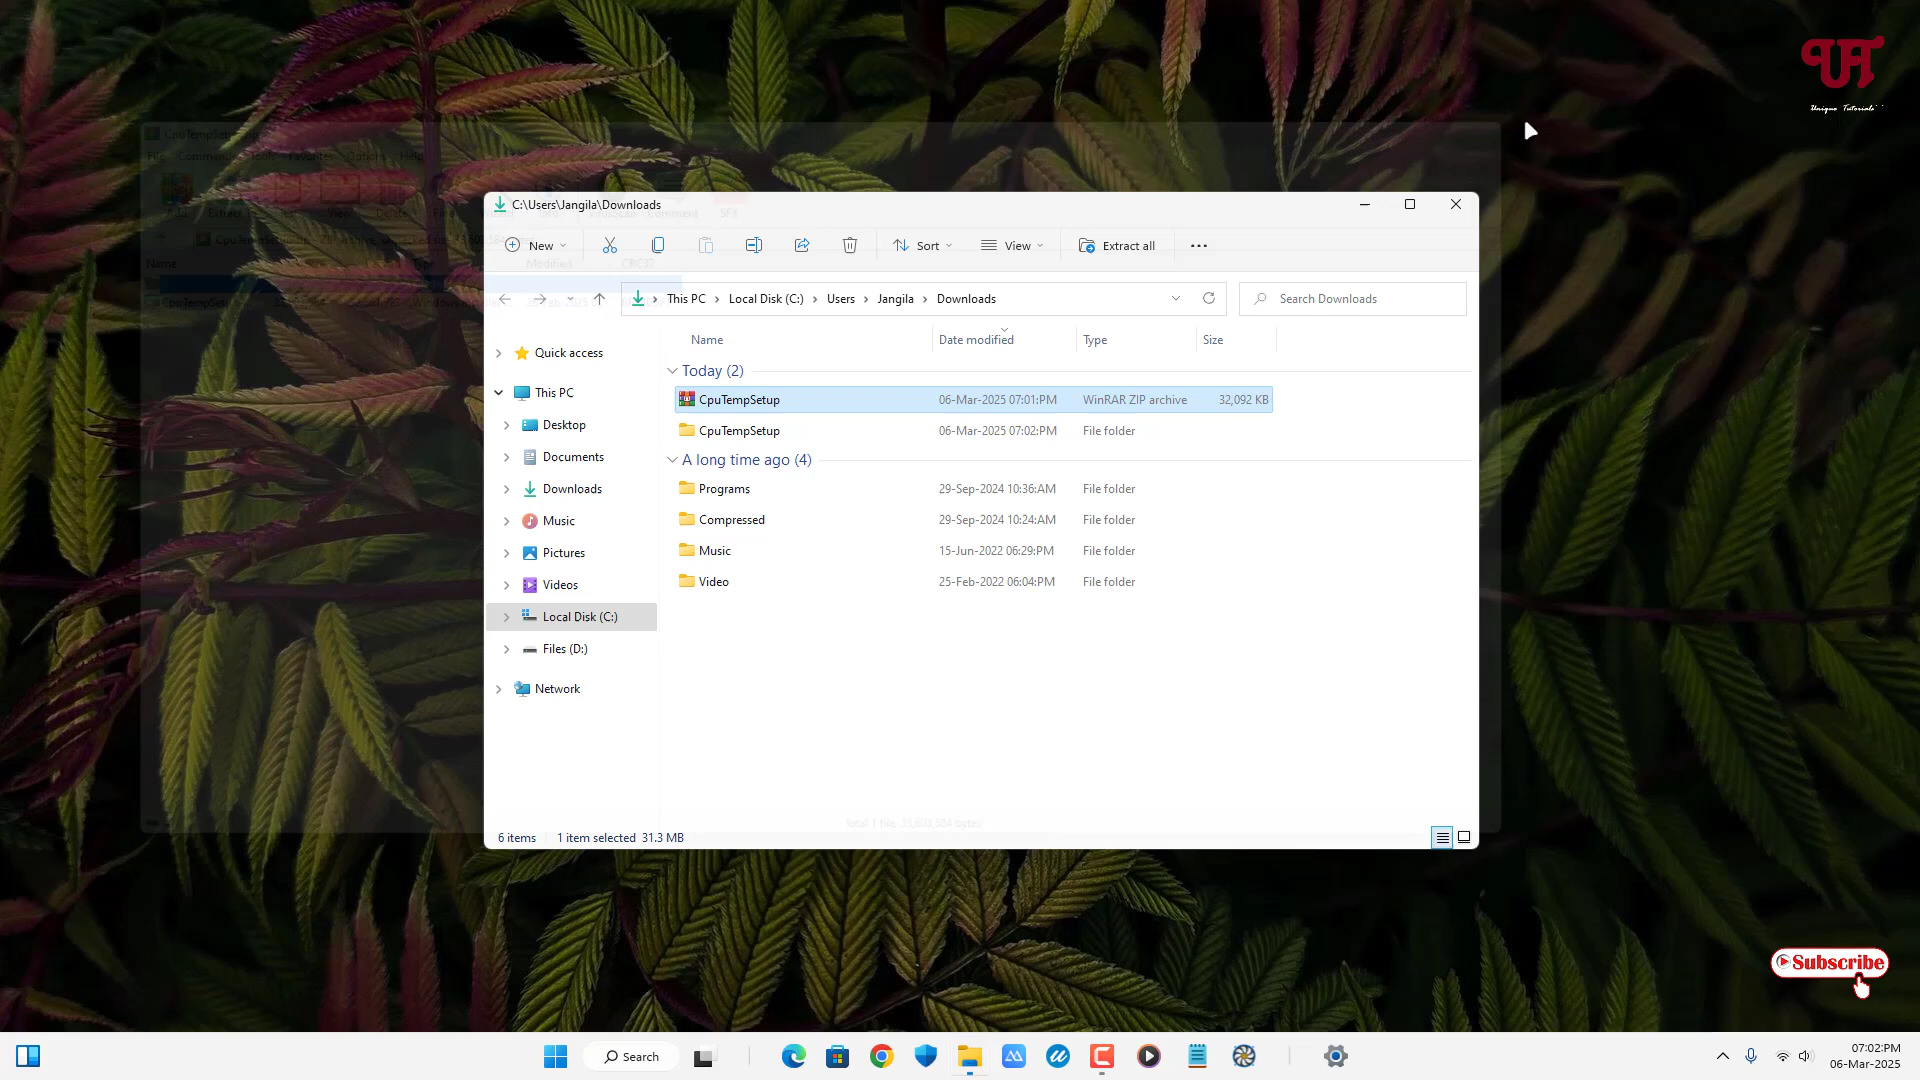 Unique Tutorials
C:\Users\Jangila\Downloads
New
Sort
View
Extract all
This PC
Local Disk (C:)
Users
Jangila
Downloads
Search Downloads
Name
Date modified
Type
Size
Quick access
This PC
Desktop
Documents
Downloads
Music
Pictures
Videos
Local Disk (C:)
Files (D:)
Network
Today (2)
CpuTempSetup 06-Mar-2025 07:01:PM WinRAR ZIP archive 32,092 KB
CpuTempSetup 06-Mar-2025 07:02:PM File folder
A long time ago (4)
Programs 29-Sep-2024 10:36:AM File folder
Compressed 29-Sep-2024 10:24:AM File folder
Music 15-Jun-2022 06:29:PM File folder
Video 25-Feb-2022 06:04:PM File folder
6 items 1 item selected 31.3 MB
Subscribe
Search
07:02:PM
06-Mar-2025